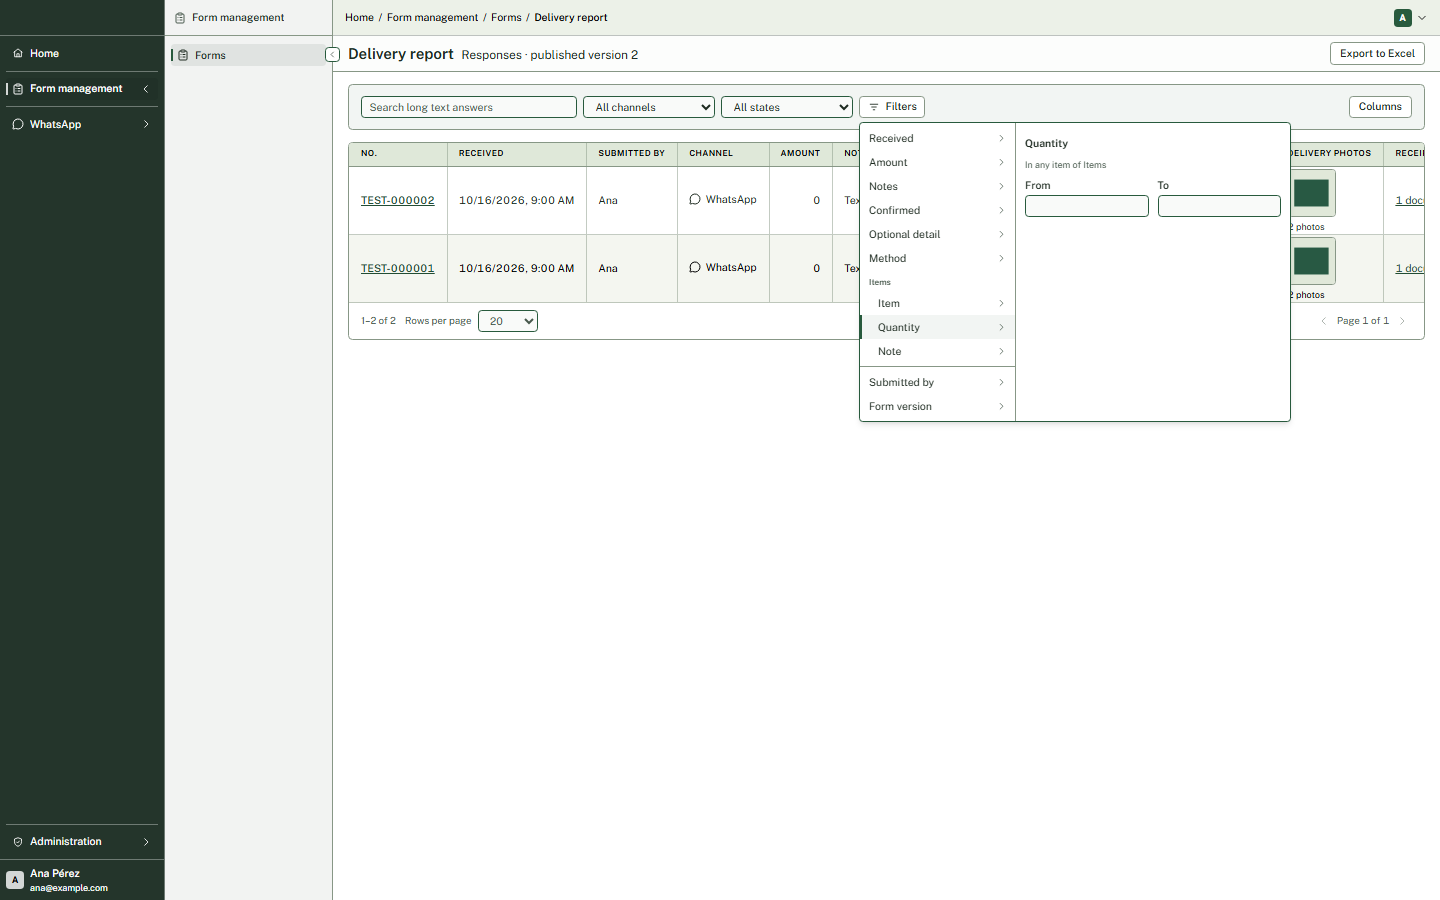 Form management
Home / Form management / Forms / Delivery report
A
Home
Form management
WhatsApp
Forms
Delivery report Responses · published version 2
Export to Excel
Search long text answers
All channels
All states
Filters
Columns
NO.
RECEIVED
SUBMITTED BY
CHANNEL
AMOUNT
DELIVERY PHOTOS
TEST-000002
10/16/2026, 9:00 AM
Ana
WhatsApp
0
2 photos
TEST-000001
10/16/2026, 9:00 AM
Ana
WhatsApp
0
2 photos
1–2 of 2
Rows per page
20
Page 1 of 1
Received
Amount
Notes
Confirmed
Optional detail
Method
Items
Item
Quantity
Note
Submitted by
Form version
Quantity
In any item of Items
From
To
Administration
A
Ana Pérez
ana@example.com